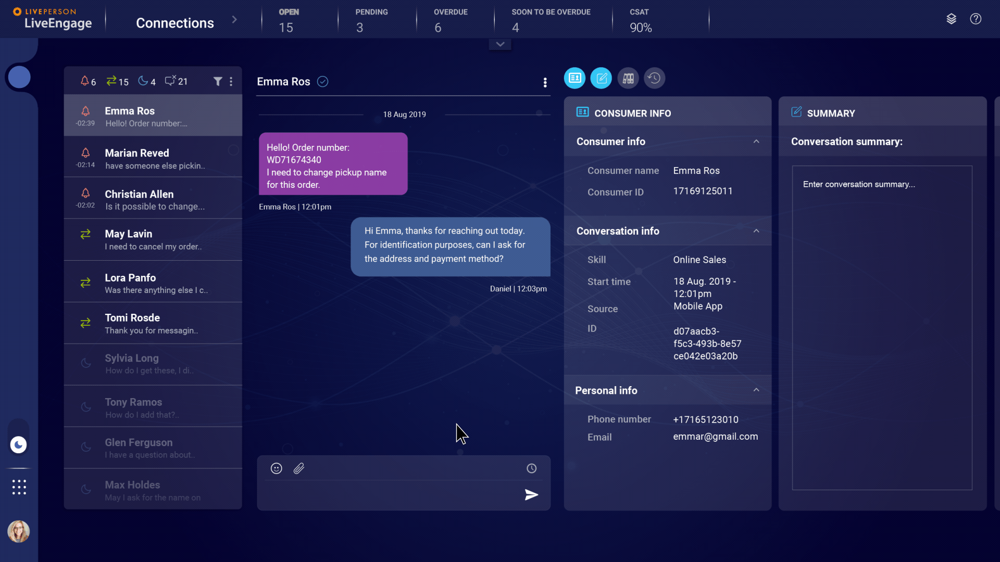 LIVEPERSON
LiveEngage
Connections
OPEN
15
PENDING
3
OVERDUE
6
SOON TO BE OVERDUE
4
CSAT
90%
6 15 4 21
Emma Ros
-02:39
Hello! Order number:...
Marian Reved
-02:14
have someone else pickin..
Christian Allen
-02:02
Is it possible to change...
May Lavin
I need to cancel my order..
Lora Panfo
Was there anything else I c..
Tomi Rosde
Thank you for messagin..
Sylvia Long
How do I get these, I di..
Tony Ramos
How do I add that?..
Glen Ferguson
I have a question about..
Max Holdes
May I ask for the name on
Emma Ros
18 Aug 2019
Hello! Order number:
WD71674340
I need to change pickup name
for this order.
Emma Ros | 12:01pm
Hi Emma, thanks for reaching out today.
For identification purposes, can I ask for
the address and payment method?
Daniel | 12:03pm
CONSUMER INFO
Consumer info
Consumer name Emma Ros
Consumer ID 17169125011
Conversation info
Skill Online Sales
Start time 18 Aug. 2019 -
12:01pm
Source Mobile App
ID d07aacb3-
f5c3-493b-8e57
ce042e03a20b
Personal info
Phone number +17165123010
Email emmar@gmail.com
SUMMARY
Conversation summary:
Enter conversation summary...